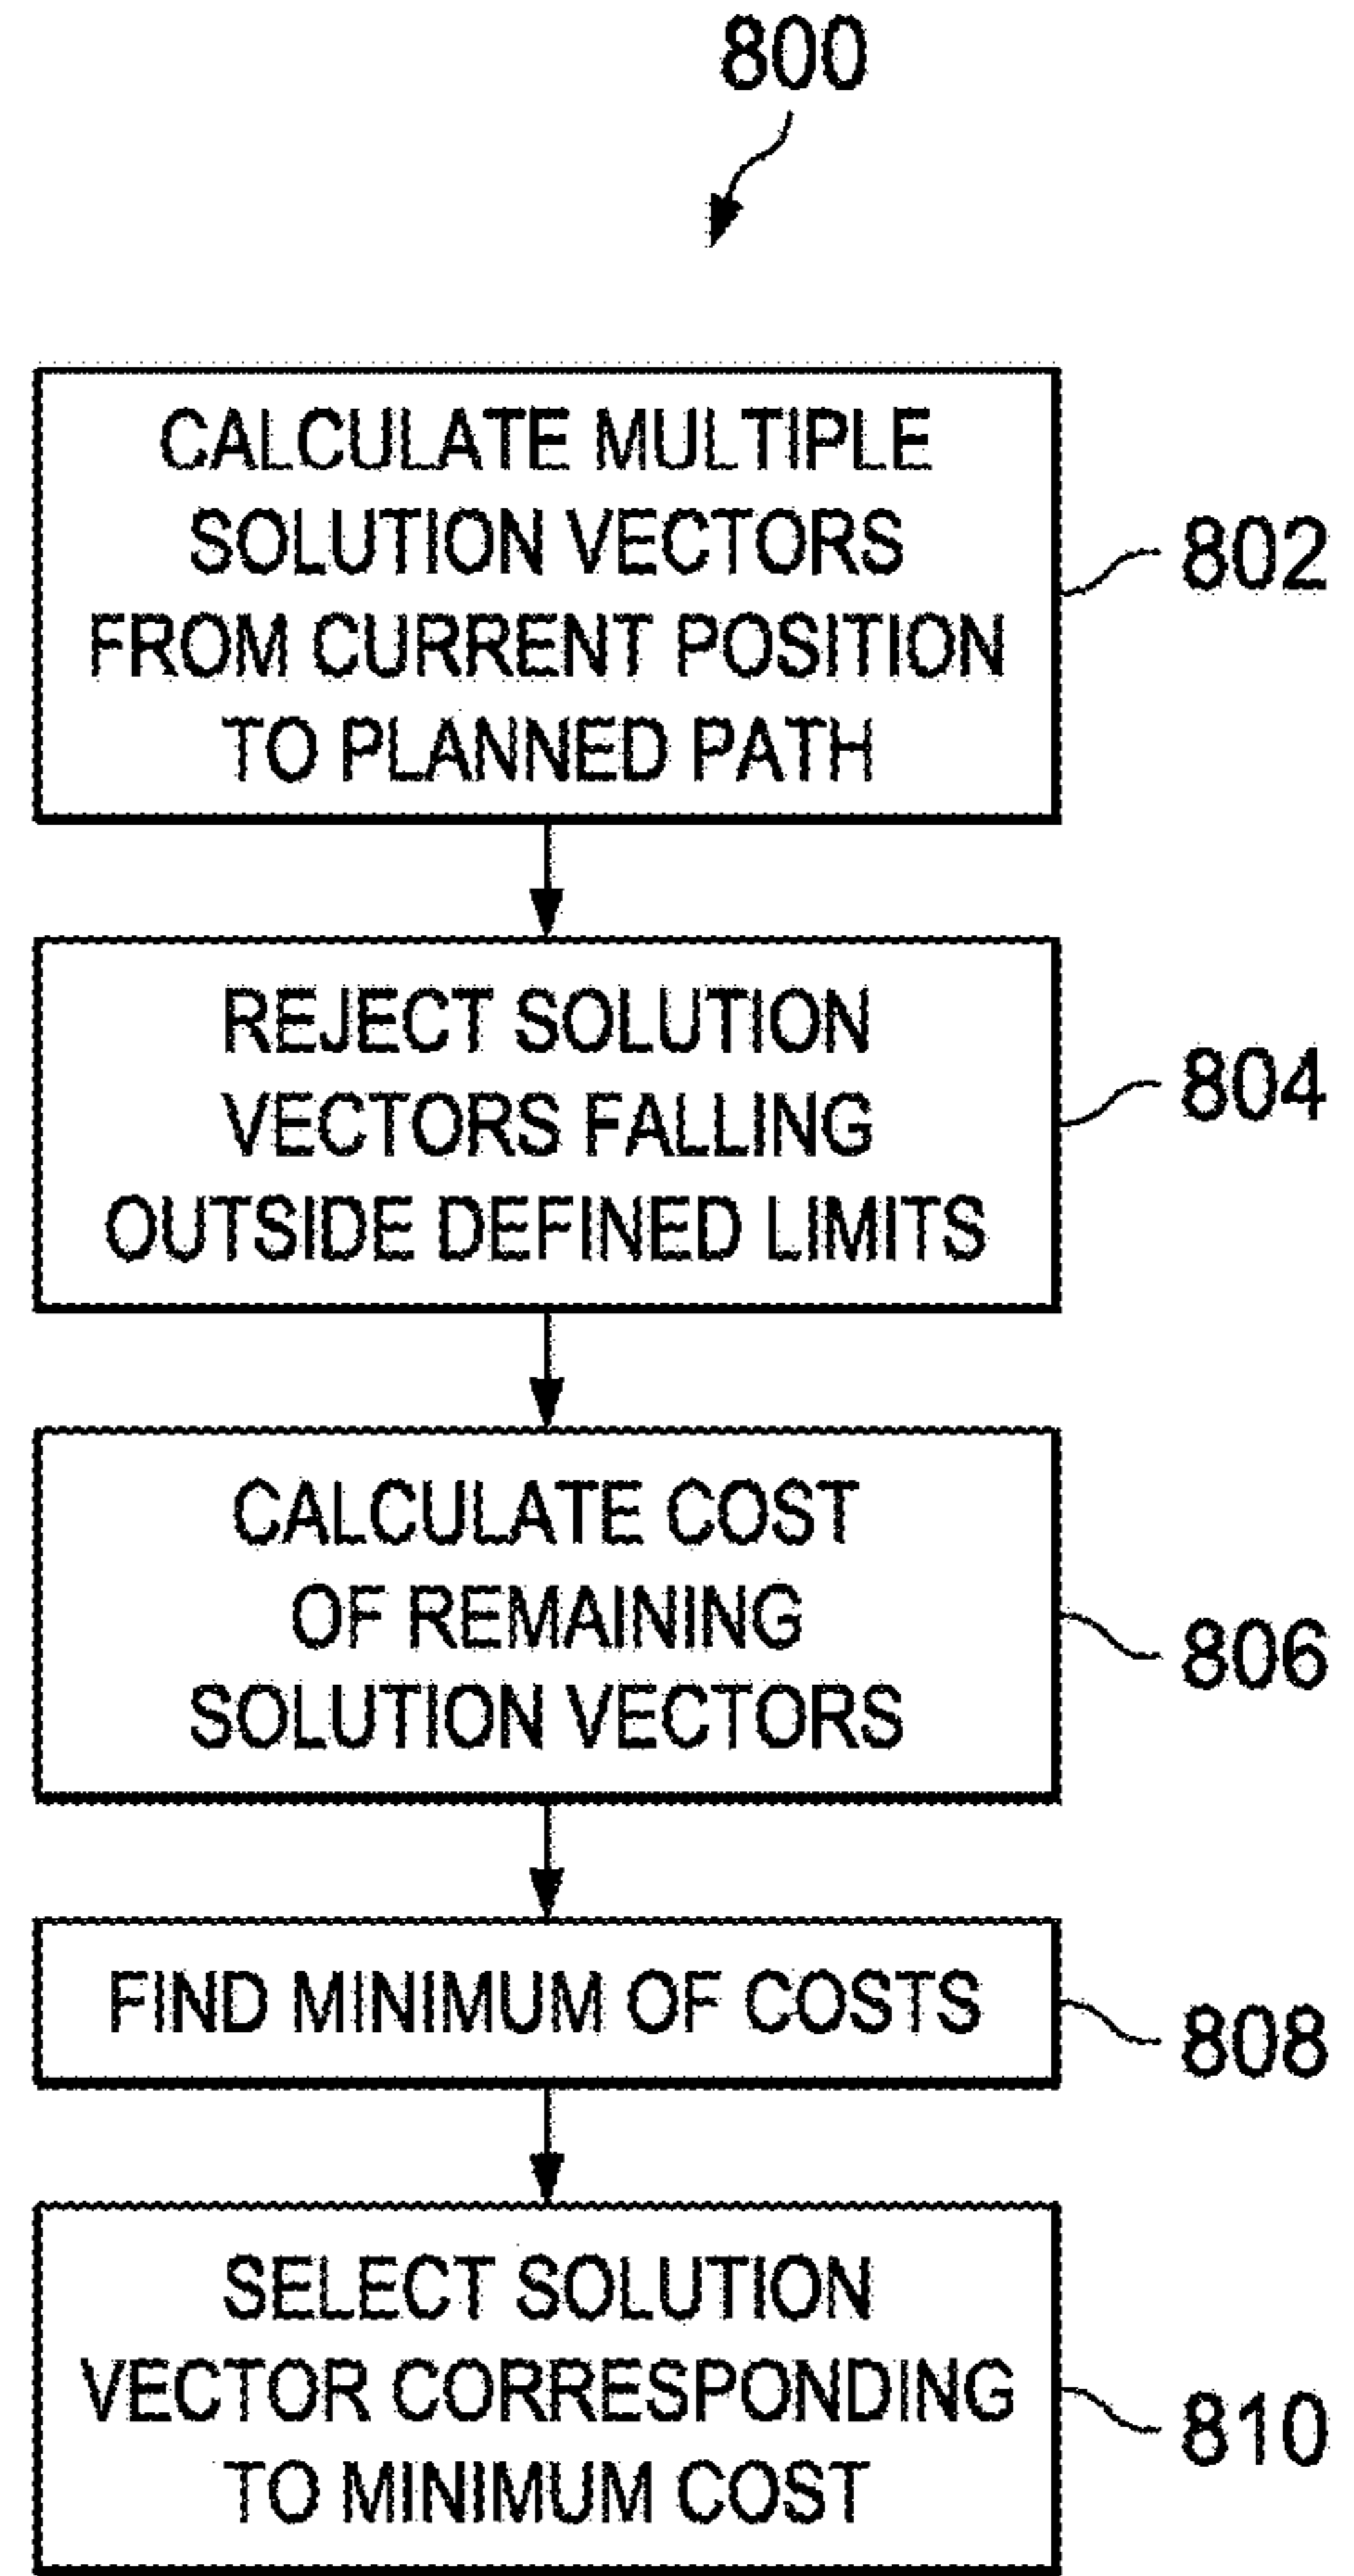 800
CALCULATE MULTIPLE
SOLUTION VECTORS
FROM CURRENT POSITION
TO PLANNED PATH
802
REJECT SOLUTION
VECTORS FALLING
OUTSIDE DEFINED LIMITS
804
CALCULATE COST
OF REMAINING
SOLUTION VECTORS
806
FIND MINIMUM OF COSTS
808
SELECT SOLUTION
VECTOR CORRESPONDING
TO MINIMUM COST
810